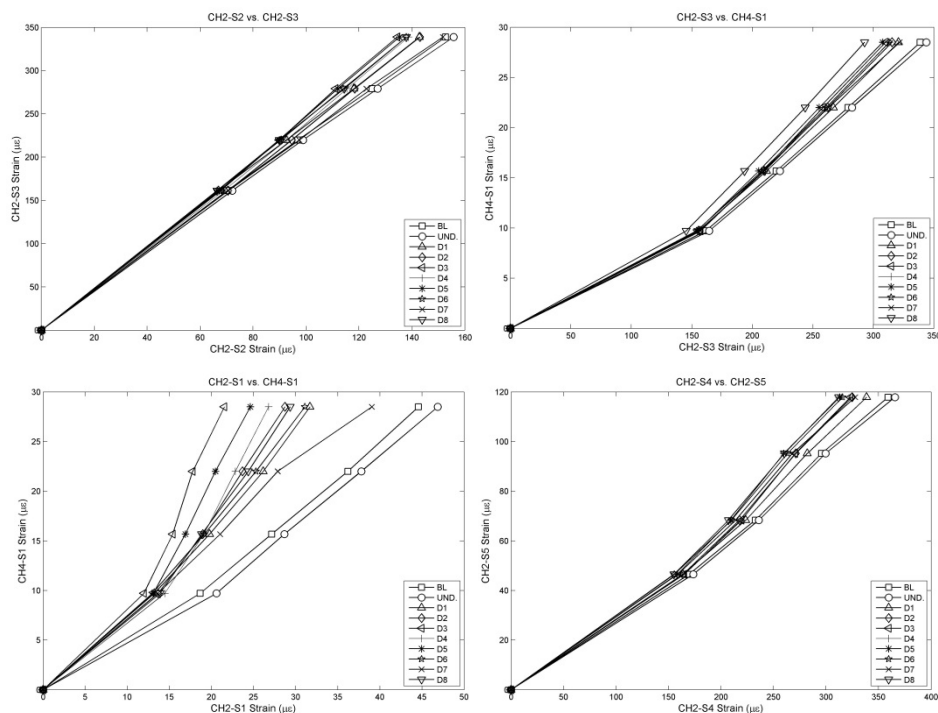 CH2-S2 vs. CH2-S3
350
300
250
200
150
100
50
0
CH2-S3 Strain (µε)
0 20 40 60 80 100 120 140 160
CH2-S2 Strain (µε)
BL
UND.
D1
D2
D3
D4
D5
D6
D7
D8
CH2-S3 vs. CH4-S1
30
25
20
15
10
5
0
CH4-S1 Strain (µε)
0 50 100 150 200 250 300 350
CH2-S3 Strain (µε)
BL
UND.
D1
D2
D3
D4
D5
D6
D7
D8
CH2-S1 vs. CH4-S1
30
25
20
15
10
5
0
CH4-S1 Strain (µε)
0 5 10 15 20 25 30 35 40 45 50
CH2-S1 Strain (µε)
BL
UND.
D1
D2
D3
D4
D5
D6
D7
D8
CH2-S4 vs. CH2-S5
120
100
80
60
40
20
0
CH2-S5 Strain (µε)
0 50 100 150 200 250 300 350 400
CH2-S4 Strain (µε)
BL
UND.
D1
D2
D3
D4
D5
D6
D7
D8